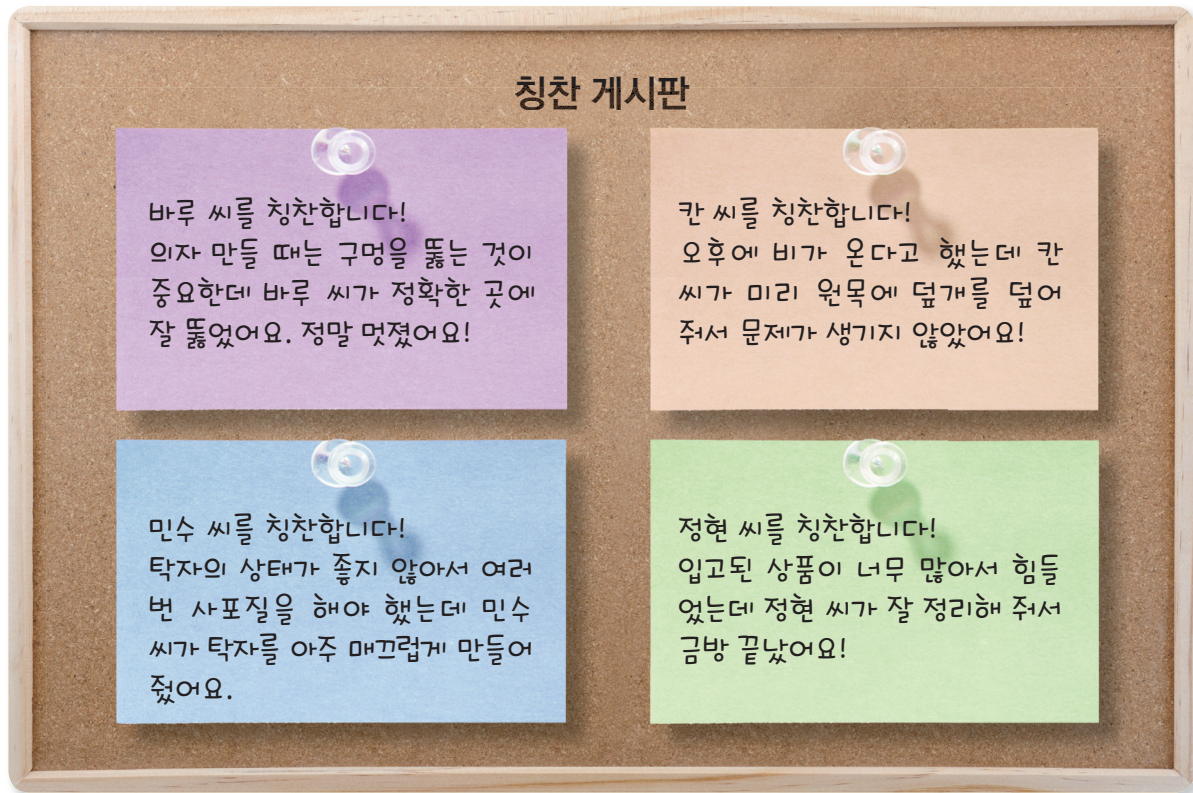 칭찬 게시판
바루 씨를 칭찬합니다!
의자 만들 때는 구멍을 뚫는 것이
중요한데 바루 씨가 정확한 곳에
잘 뚫었어요. 정말 멋졌어요!
칸 씨를 칭찬합니다!
오후에 비가 온다고 했는데 칸
씨가 미리 원목에 덮개를 덮어
줘서 문제가 생기지 않았어요!
민수 씨를 칭찬합니다!
탁자의 상태가 좋지 않아서 여러
번 사포질을 해야 했는데 민수
씨가 탁자를 아주 매끄럽게 만들어
줬어요.
정현 씨를 칭찬합니다!
입고된 상품이 너무 많아서 힘들
었는데 정현 씨가 잘 정리해 줘서
금방 끝났어요!